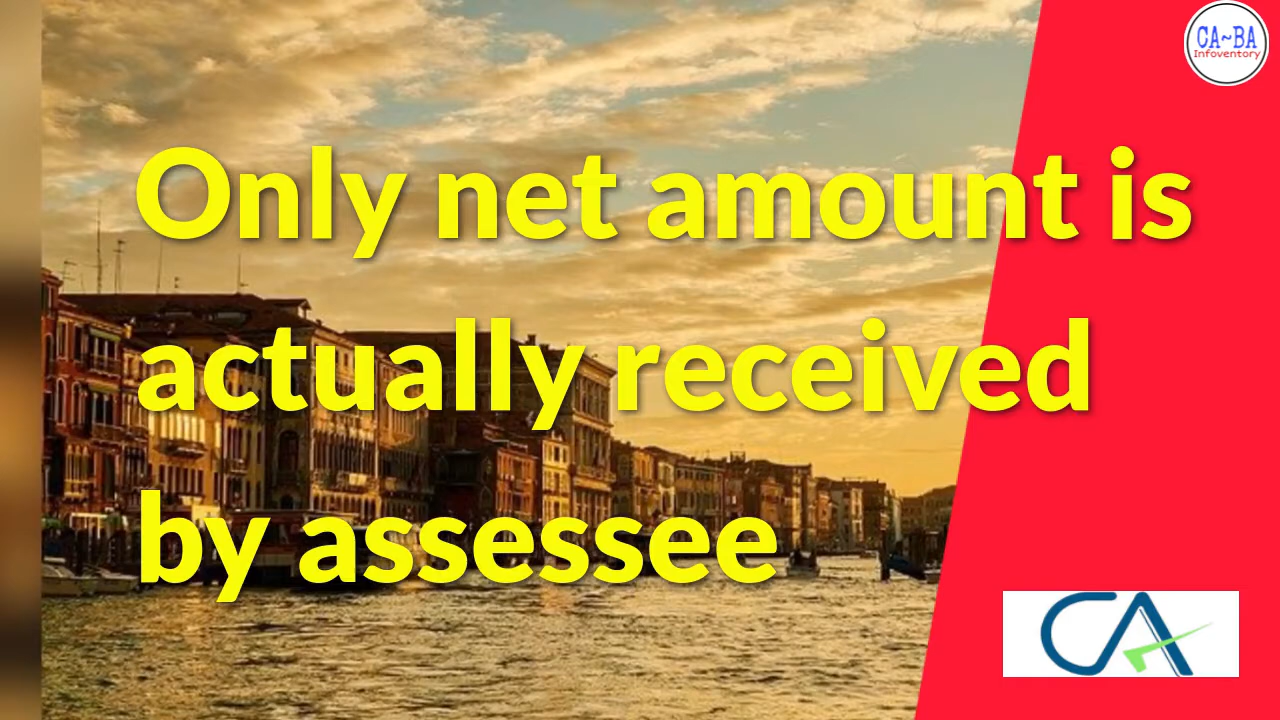 CA~BA
Infoventory
Only net amount is
actually received
by assessee
CA